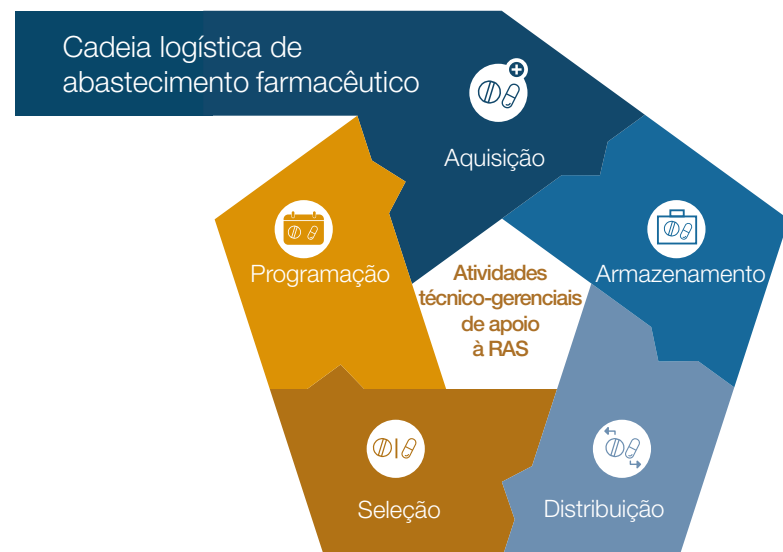 Cadeia logística de
abastecimento farmacêutico
Aquisição
Programação
Armazenamento
Atividades
técnico-gerenciais
de apoio
à RAS
Seleção
Distribuição